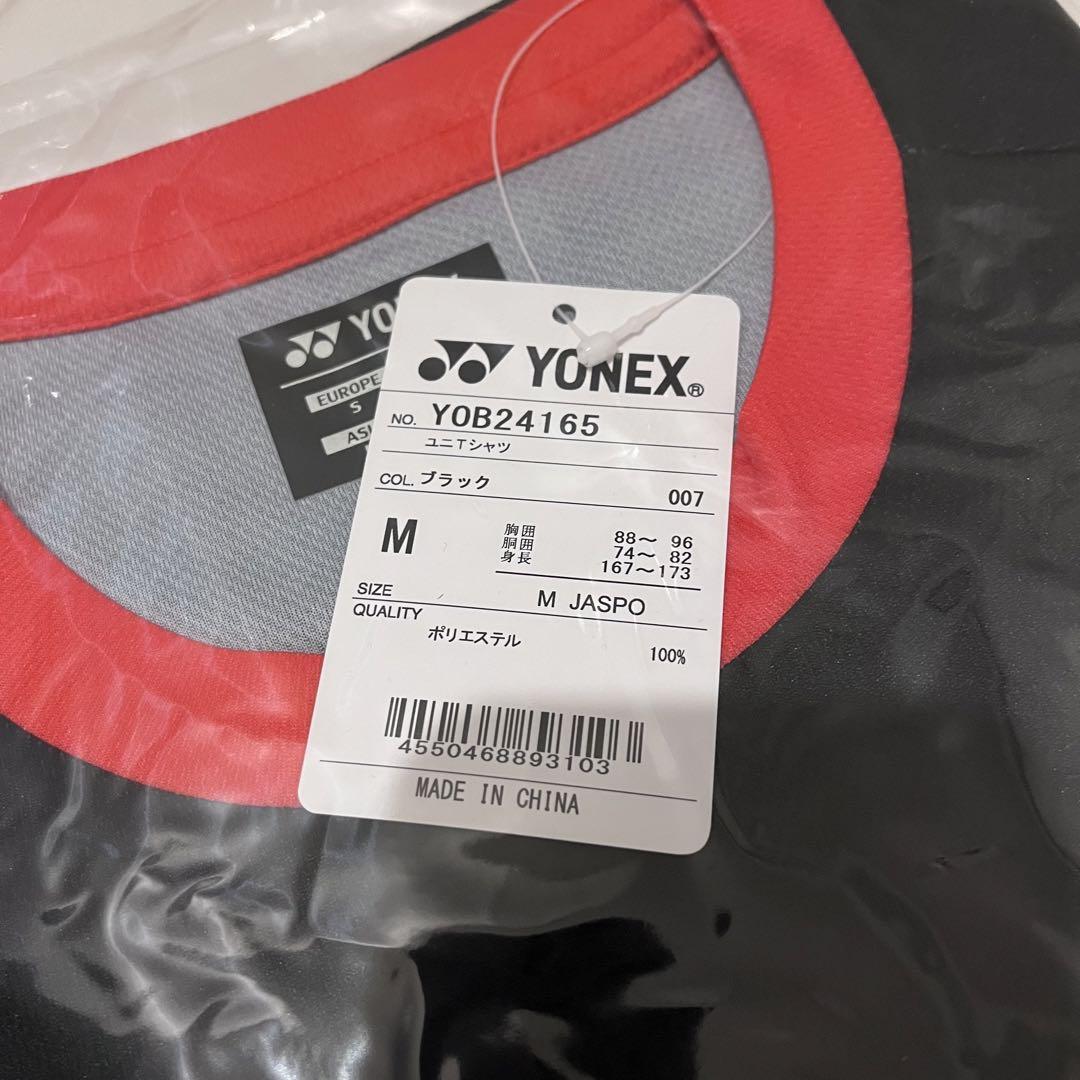 YO
EUROPE
S
YONEX®
NO. YOB24165
ユニTシャツ
COL. ブラック 007
M
胸囲 88～ 96
胴囲 74～ 82
身長 167～173
SIZE M JASPO
QUALITY
ポリエステル 100%
4550468893103
MADE IN CHINA